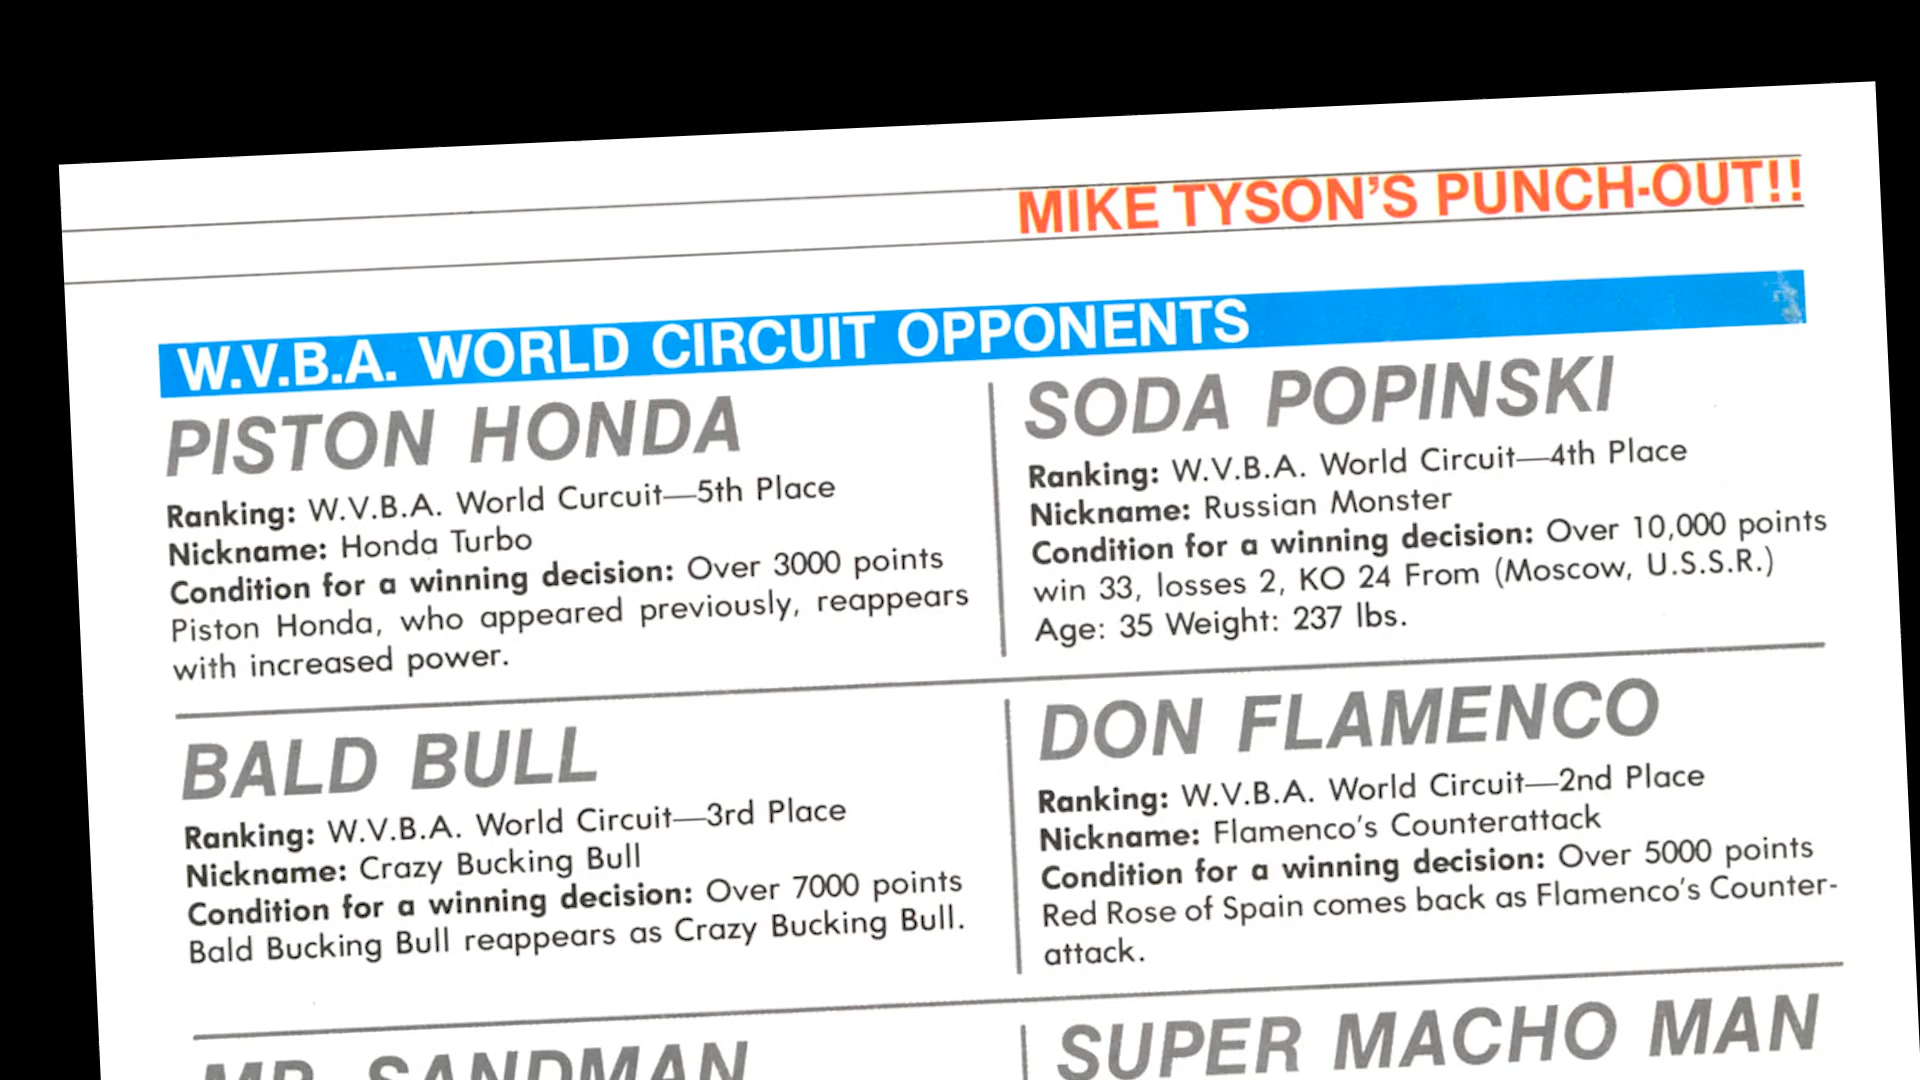 MIKE TYSON'S PUNCH-OUT!!
W.V.B.A. WORLD CIRCUIT OPPONENTS
PISTON HONDA
Ranking: W.V.B.A. World Curcuit—5th Place
Nickname: Honda Turbo
Condition for a winning decision: Over 3000 points
Piston Honda, who appeared previously, reappears
with increased power.
SODA POPINSKI
Ranking: W.V.B.A. World Circuit—4th Place
Nickname: Russian Monster
Condition for a winning decision: Over 10,000 points
win 33, losses 2, KO 24 From (Moscow, U.S.S.R.)
Age: 35 Weight: 237 lbs.
BALD BULL
Ranking: W.V.B.A. World Circuit—3rd Place
Nickname: Crazy Bucking Bull
Condition for a winning decision: Over 7000 points
Bald Bucking Bull reappears as Crazy Bucking Bull.
DON FLAMENCO
Ranking: W.V.B.A. World Circuit—2nd Place
Nickname: Flamenco's Counterattack
Condition for a winning decision: Over 5000 points
Red Rose of Spain comes back as Flamenco's Counter-
attack.
MR. SANDMAN
SUPER MACHO MAN